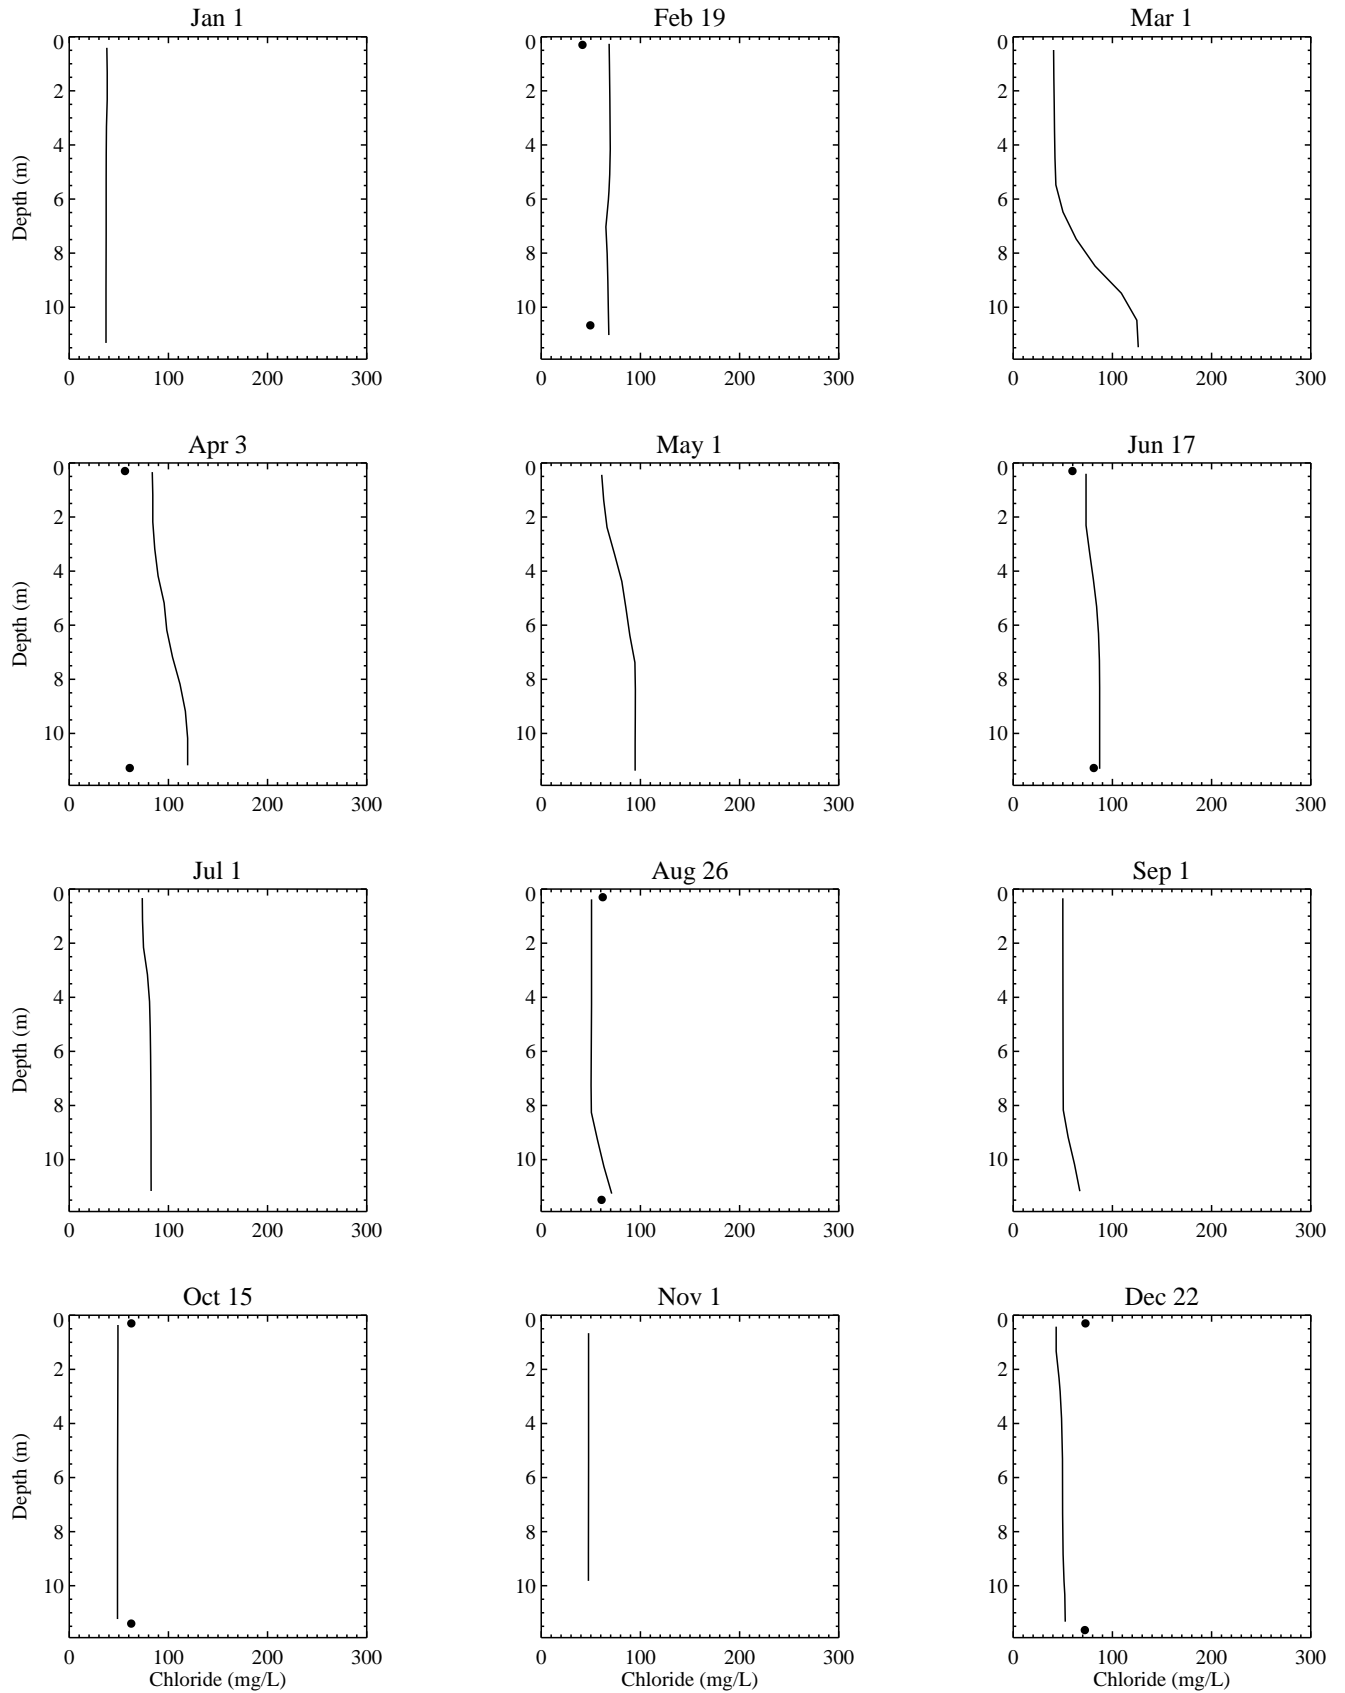 Jan 1
Feb 19
Mar 1
0
2
4
6
8
10
Depth (m)
0 100 200 300
0
2
4
6
8
10
0 100 200 300
0
2
4
6
8
10
0 100 200 300
Apr 3
May 1
Jun 17
0
2
4
6
8
10
Depth (m)
0 100 200 300
0
2
4
6
8
10
0 100 200 300
0
2
4
6
8
10
0 100 200 300
Jul 1
Aug 26
Sep 1
0
2
4
6
8
10
Depth (m)
0 100 200 300
0
2
4
6
8
10
0 100 200 300
0
2
4
6
8
10
0 100 200 300
Oct 15
Nov 1
Dec 22
0
2
4
6
8
10
Depth (m)
0 100 200 300
Chloride (mg/L)
0
2
4
6
8
10
0 100 200 300
Chloride (mg/L)
0
2
4
6
8
10
0 100 200 300
Chloride (mg/L)